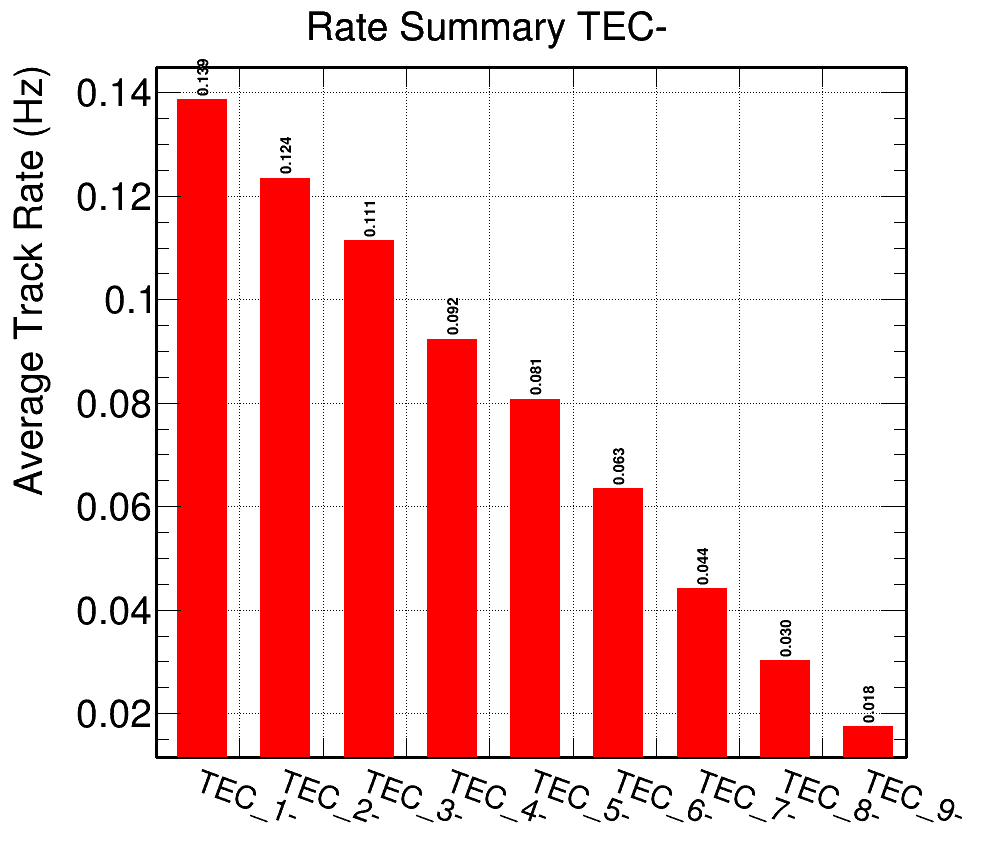 Rate Summary TEC-
Average Track Rate (Hz)
0.14
0.12
0.1
0.08
0.06
0.04
0.02
0.139
0.124
0.111
0.092
0.081
0.063
0.044
0.030
0.018
TEC_1-
TEC_2-
TEC_3-
TEC_4-
TEC_5-
TEC_6-
TEC_7-
TEC_8-
TEC_9-